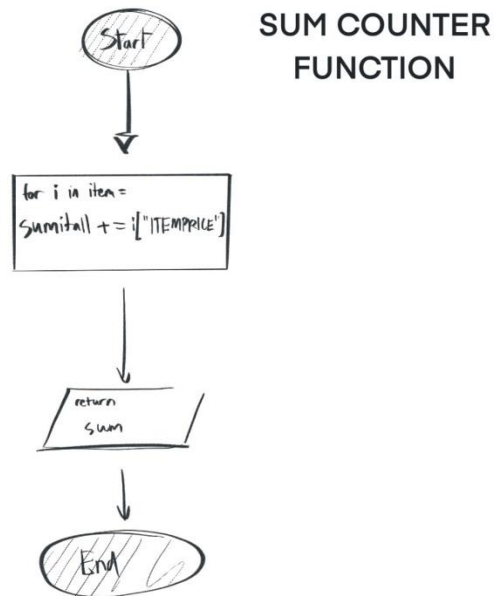 SUM COUNTER
FUNCTION
Start
for i in item =
sumitall += i["ITEMPRICE"]
return
sum
End